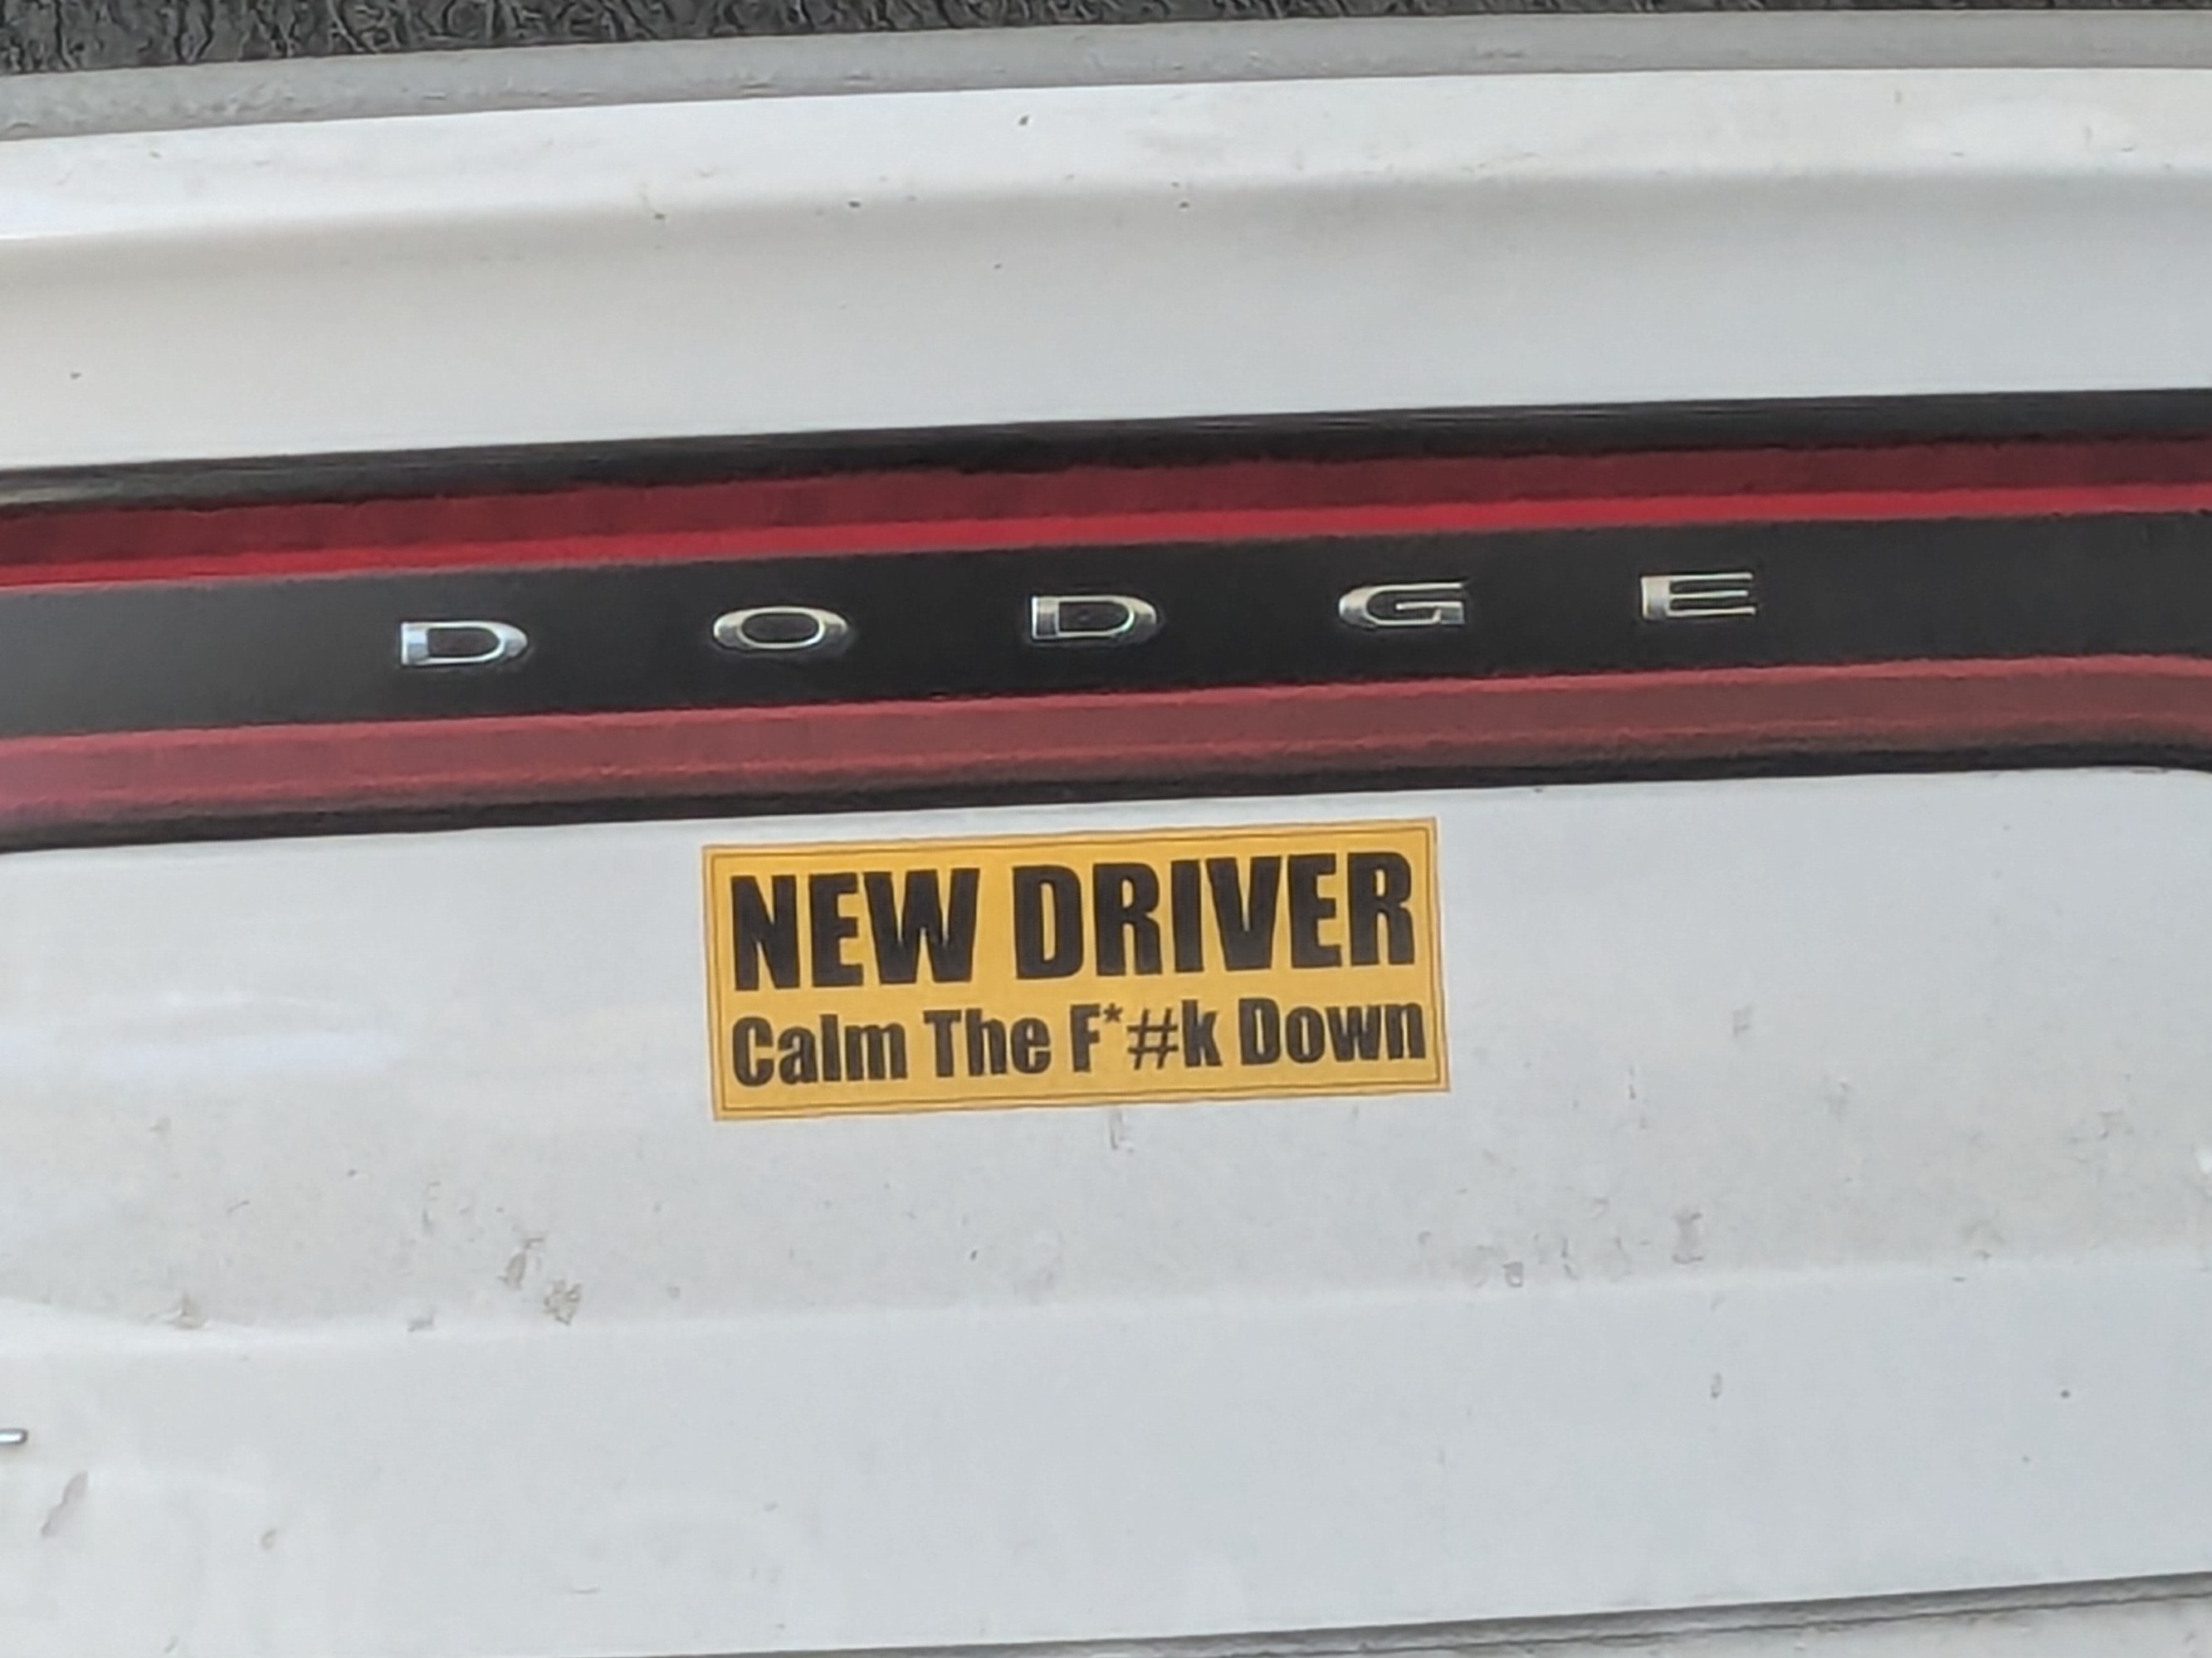 DODGE
NEW DRIVER
Calm The F*#k Down